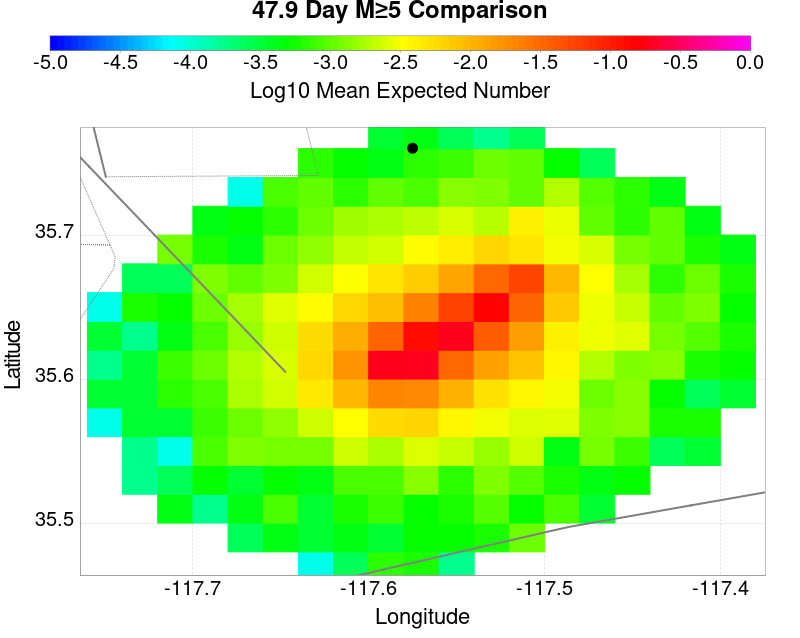 47.9 Day M≥5 Comparison
-5.0 -4.5 -4.0 -3.5 -3.0 -2.5 -2.0 -1.5 -1.0 -0.5 0.0
Log10 Mean Expected Number
35.7
35.6
35.5
Latitude
-117.7 -117.6 -117.5 -117.4
Longitude